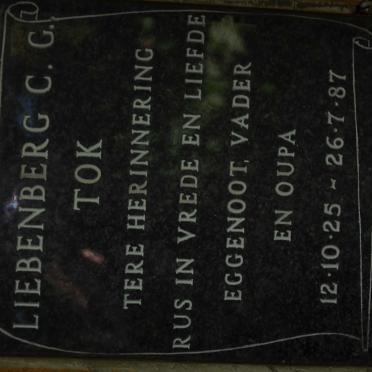 LIEBENBERG C. G.
TOK
TERE HERINNERING
RUS IN VREDE EN LIEFDE
EGGENOOT, VADER
EN OUPA
12·10·25 ~ 26·7·87